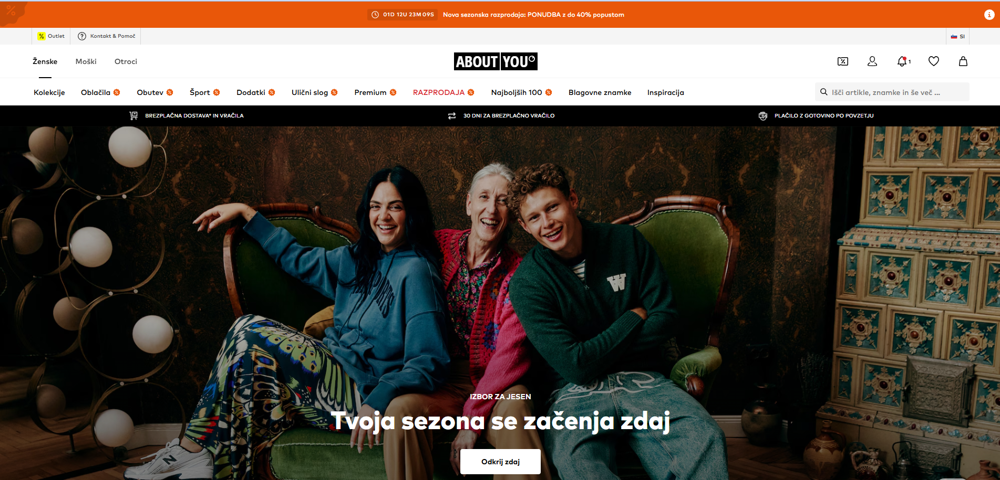 01D 12U 23M 09S Nova sezonska razprodaja: PONUDBA z do 40% popustom
% Outlet Kontakt & Pomoč SI
Ženske Moški Otroci ABOUT YOU 1
Kolekcije Oblačila Obutev Šport Dodatki Ulični slog Premium RAZPRODAJA Najboljših 100 Blagovne znamke Inspiracija Išči artikle, znamke in še več ...
BREZPLAČNA DOSTAVA* IN VRAČILA 30 DNI ZA BREZPLAČNO VRAČILO PLAČILO Z GOTOVINO PO POVZETJU
W
IZBOR ZA JESEN
Tvoja sezona se začenja zdaj
Odkrij zdaj
N